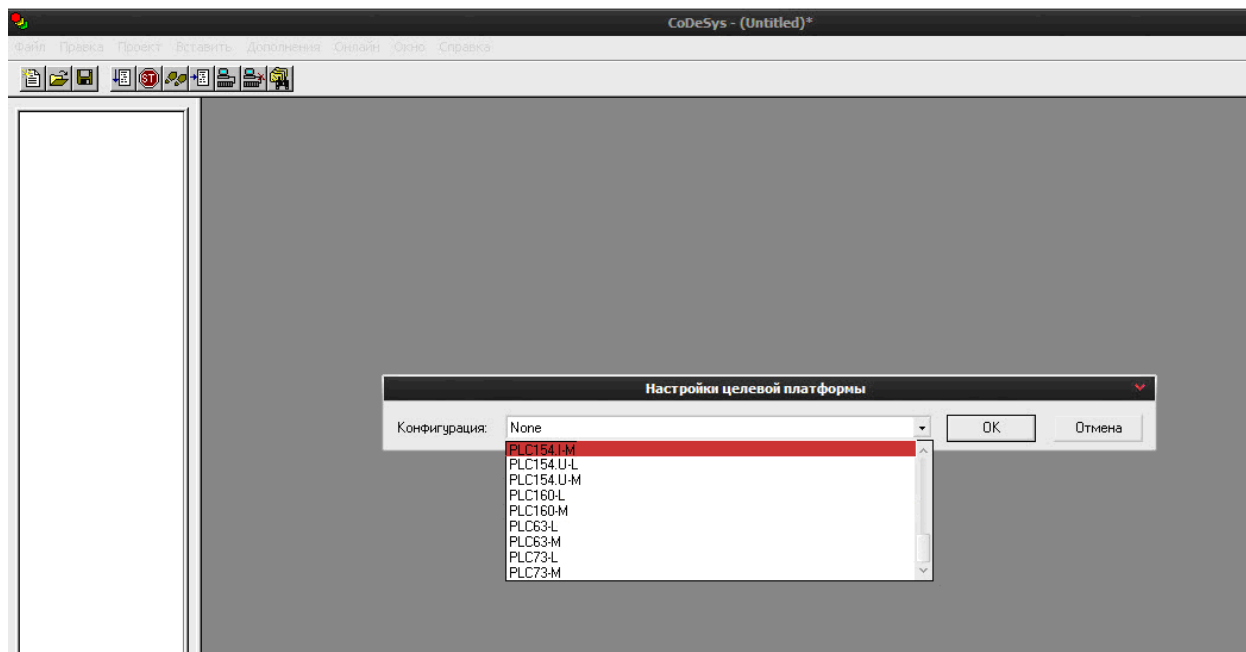 CoDeSys - (Untitled)*
Файл Правка Проект Вставить Дополнения Онлайн Окно Справка
ST
Настройки целевой платформы
Конфигурация: None OK Отмена
PLC154.I-M
PLC154.U-L
PLC154.U-M
PLC160-L
PLC160-M
PLC63-L
PLC63-M
PLC73-L
PLC73-M